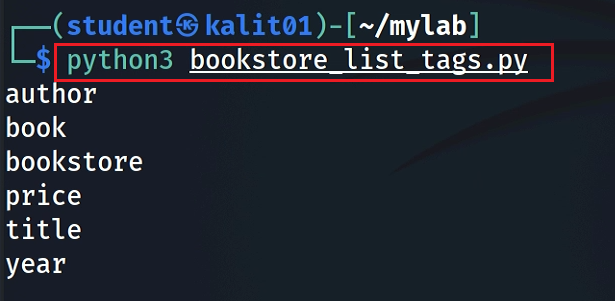 ┌──(student㉿kalit01)-[~/mylab]
└─$ python3 bookstore_list_tags.py
author
book
bookstore
price
title
year